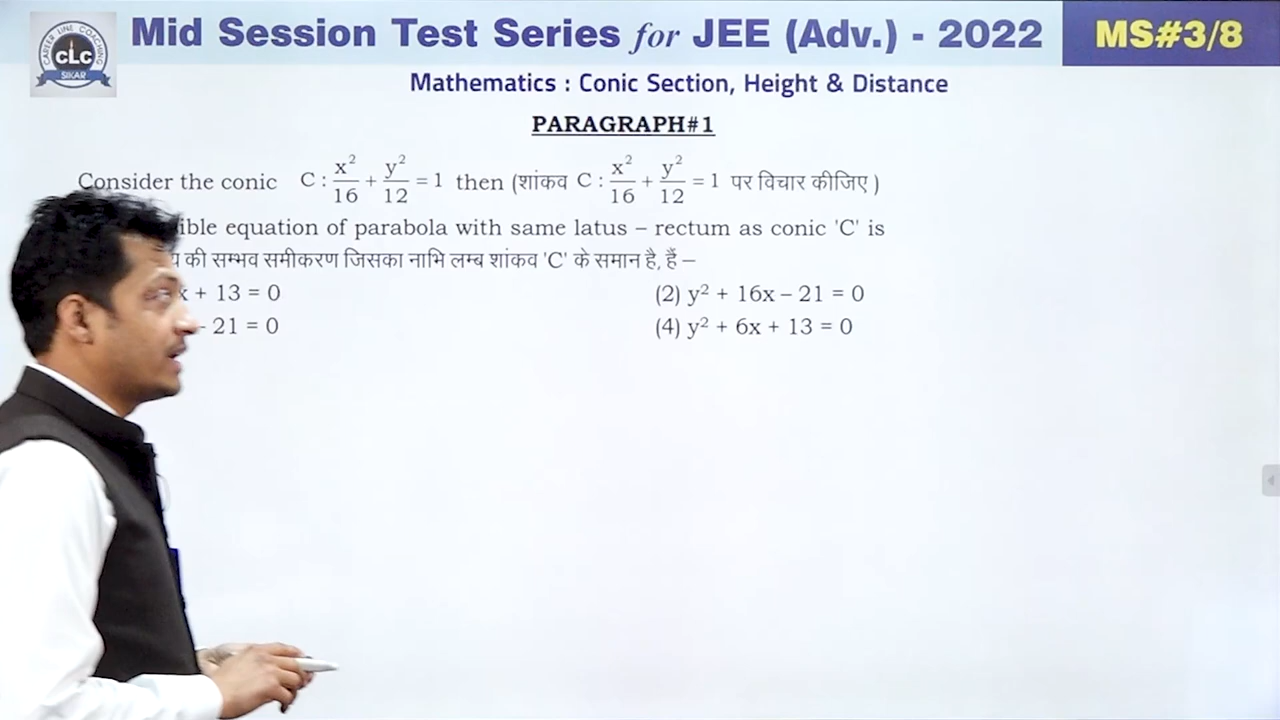 Mid Session Test Series for JEE (Adv.) - 2022
MS#3/8
CAREER LINE COACHING
CLC
SIKAR
Mathematics : Conic Section, Height & Distance
PARAGRAPH#1
Consider the conic C : x²/16 + y²/12 = 1 then (शांकव C : x²/16 + y²/12 = 1 पर विचार कीजिए )
equation of parabola with same latus – rectum as conic 'C' is
की सम्भव समीकरण जिसका नाभि लम्ब शांकव 'C' के समान है, हैं –
x + 13 = 0
(2) y² + 16x – 21 = 0
- 21 = 0
(4) y² + 6x + 13 = 0